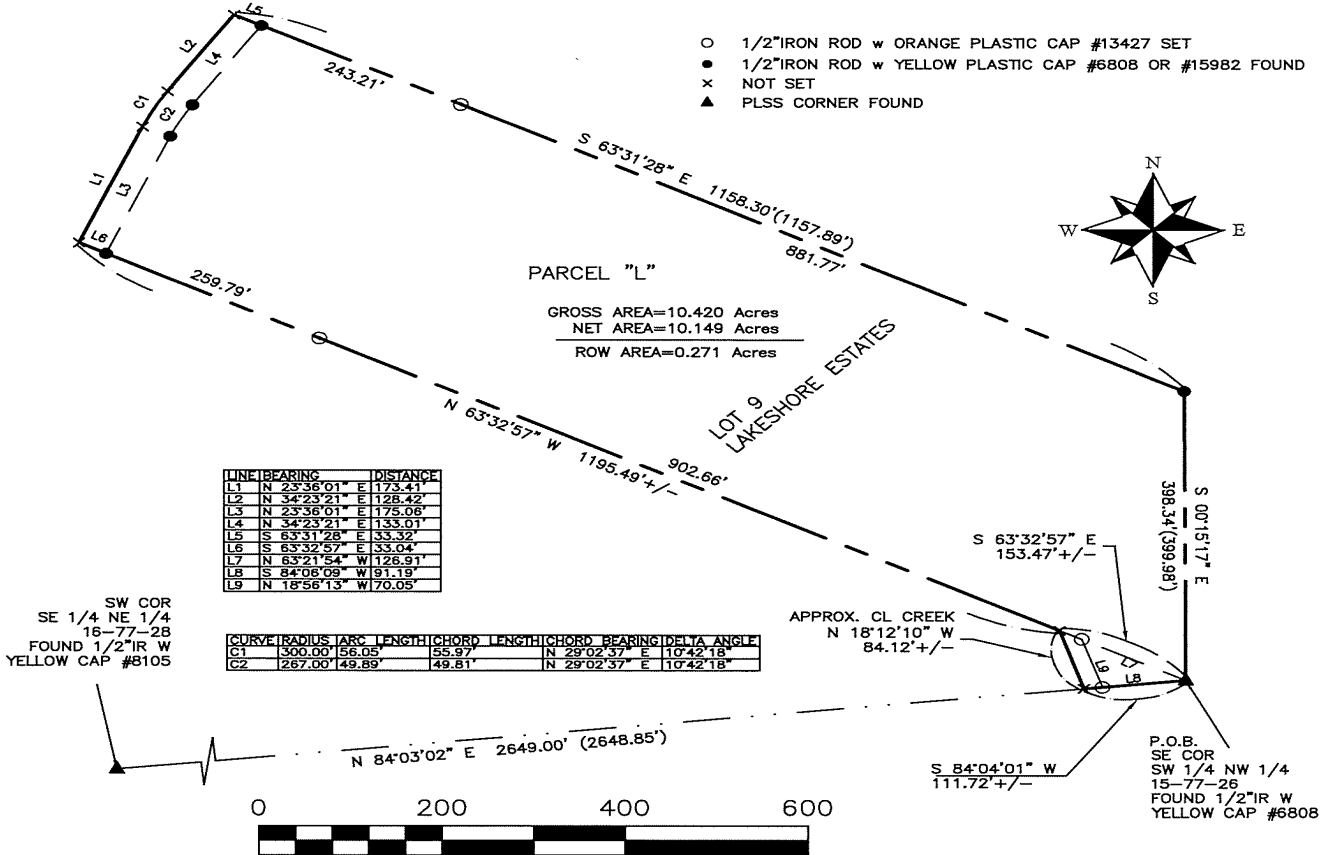 L5
L2
L4
C1
C2
L1
L3
L6
243.21'
○ 1/2"IRON ROD w ORANGE PLASTIC CAP #13427 SET
● 1/2"IRON ROD w YELLOW PLASTIC CAP #6808 OR #15982 FOUND
× NOT SET
▲ PLSS CORNER FOUND
S 63°31'28" E 1158.30'(1157.89')
881.77'
N
W E
S
259.79'
PARCEL "L"
GROSS AREA=10.420 Acres
NET AREA=10.149 Acres
ROW AREA=0.271 Acres
LOT 9
LAKESHORE ESTATES
N 63°32'57" W 1195.49'+/-
902.66'
S 00°15'17" E
398.34'(399.98')
LINE BEARING DISTANCE
L1 N 23°36'01" E 173.41'
L2 N 34°23'21" E 128.42'
L3 N 23°36'01" E 175.06'
L4 N 34°23'21" E 133.01'
L5 S 63°31'28" E 33.32'
L6 S 63°32'57" E 33.04'
L7 N 63°21'54" W 126.91'
L8 S 84°06'09" W 91.19'
L9 N 18°56'13" W 70.05'
S 63°32'57" E
153.47'+/-
APPROX. CL CREEK
N 18°12'10" W
84.12'+/-
L7
L9
L8
SW COR
SE 1/4 NE 1/4
16-77-28
FOUND 1/2"IR W
YELLOW CAP #8105
CURVE RADIUS ARC LENGTH CHORD LENGTH CHORD BEARING DELTA ANGLE
C1 300.00' 56.05' 55.97' N 29°02'37" E 10°42'18"
C2 267.00' 49.89' 49.81' N 29°02'37" E 10°42'18"
N 84°03'02" E 2649.00' (2648.85')
S 84°04'01" W
111.72'+/-
P.O.B.
SE COR
SW 1/4 NW 1/4
15-77-26
FOUND 1/2"IR W
YELLOW CAP #6808
0 200 400 600